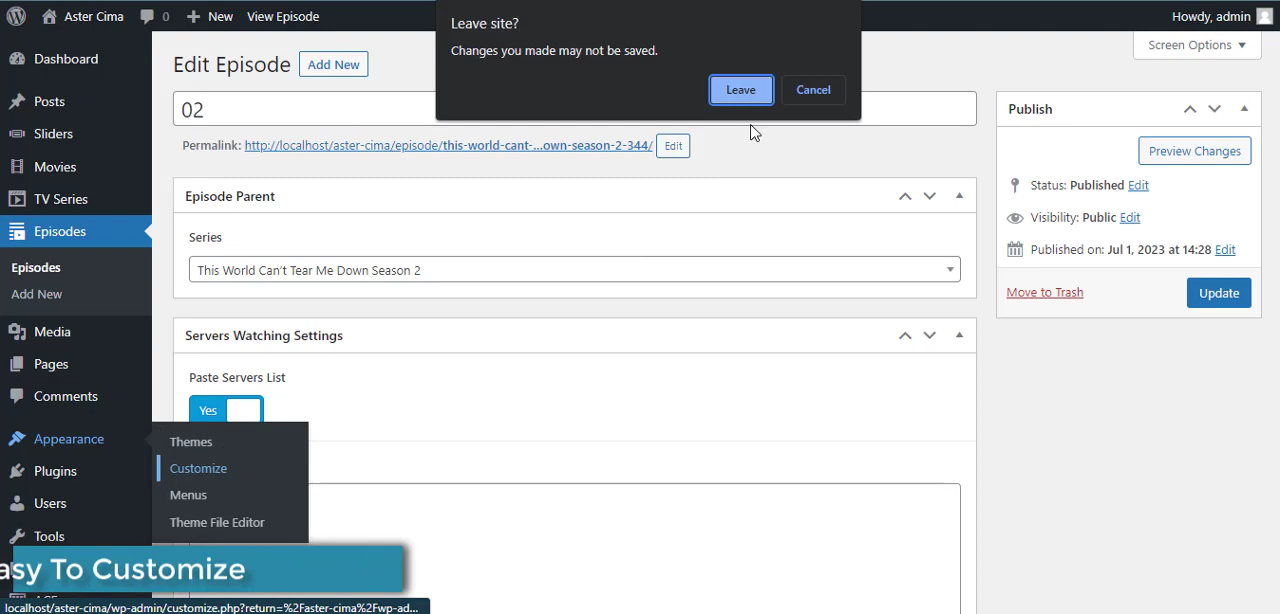 Aster Cima
0
New
View Episode
Howdy, admin
Leave site?
Changes you made may not be saved.
Leave
Cancel
Screen Options
Dashboard
Posts
Sliders
Movies
TV Series
Episodes
Episodes
Add New
Media
Pages
Comments
Appearance
Plugins
Users
Tools
Themes
Customize
Menus
Theme File Editor
Edit Episode
Add New
02
Permalink: http://localhost/aster-cima/episode/this-world-cant-...own-season-2-344/ Edit
Episode Parent
Series
This World Can't Tear Me Down Season 2
Servers Watching Settings
Paste Servers List
Yes
Publish
Preview Changes
Status: Published Edit
Visibility: Public Edit
Published on: Jul 1, 2023 at 14:28 Edit
Move to Trash
Update
asy To Customize
localhost/aster-cima/wp-admin/customize.php?return=%2Faster-cima%2Fwp-ad...